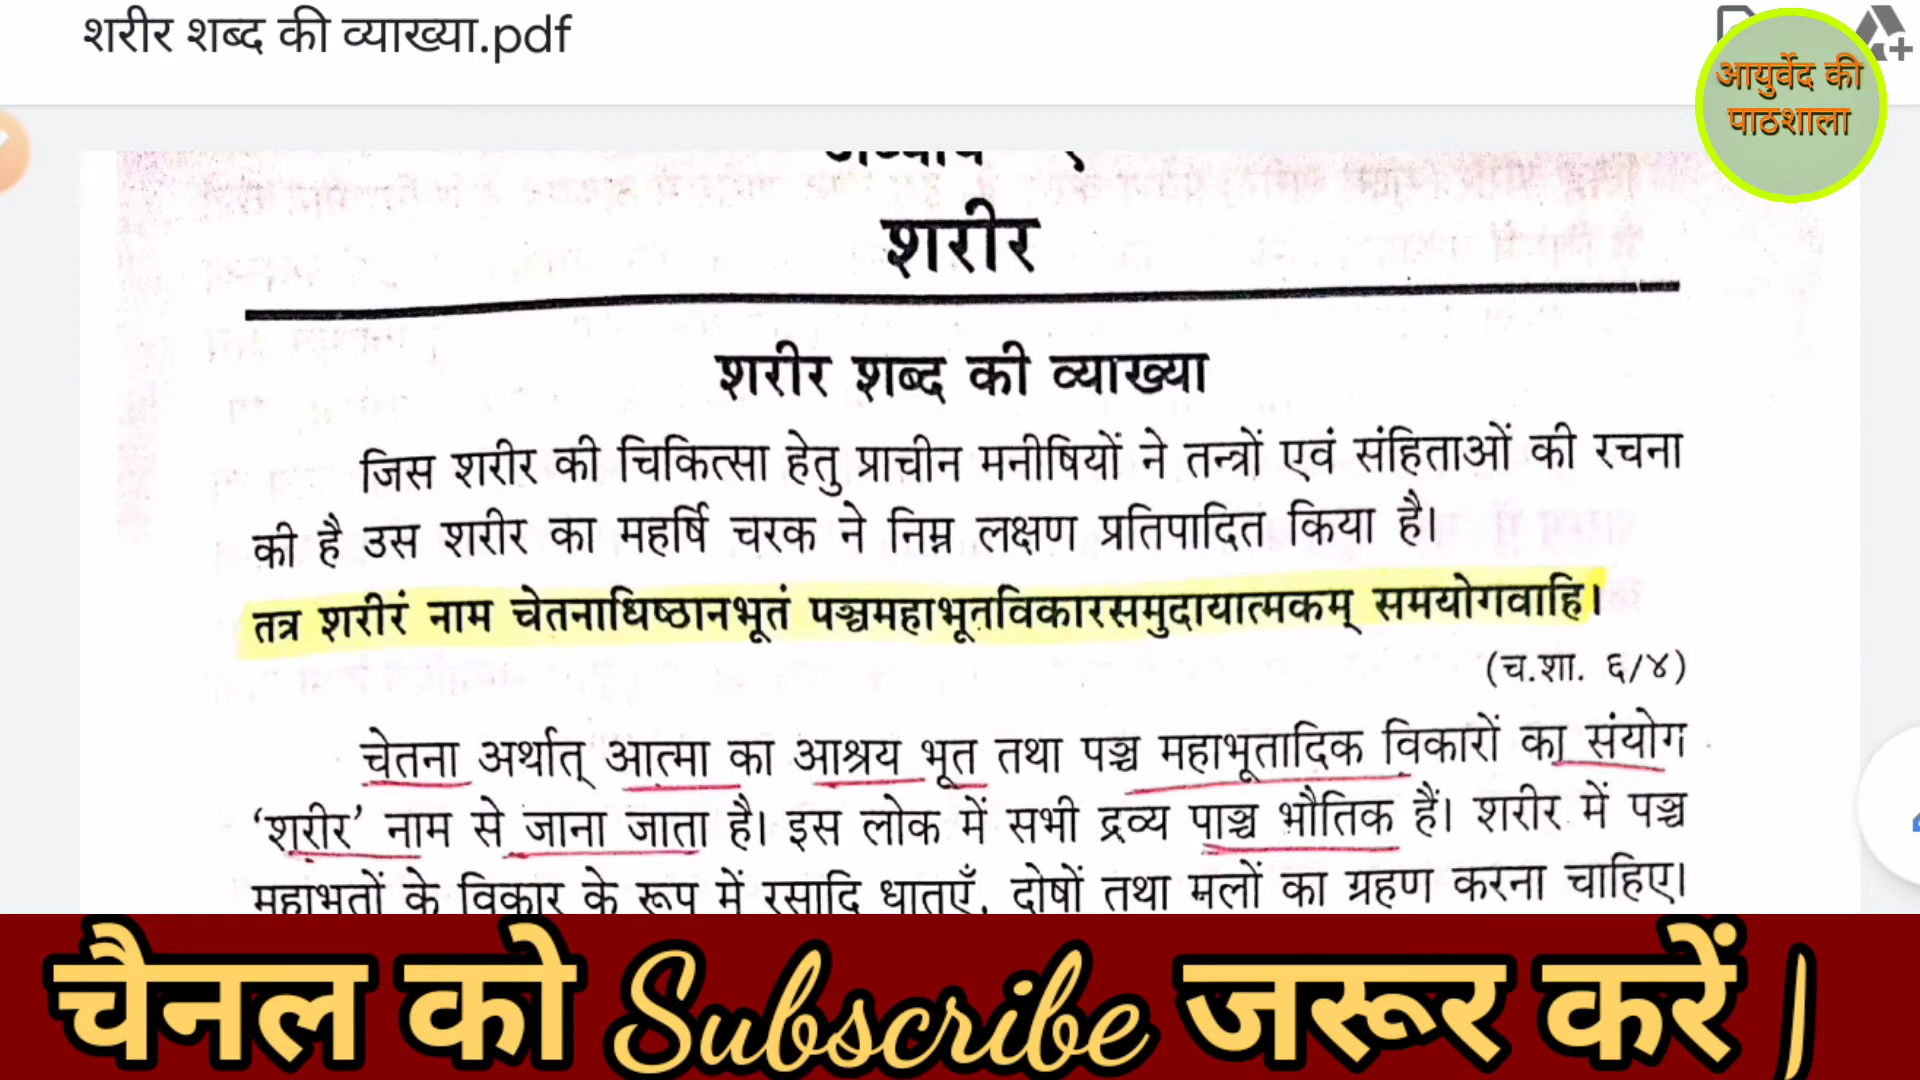 शरीर शब्द की व्याख्या.pdf
आयुर्वेद की
पाठशाला
शरीर
शरीर शब्द की व्याख्या
जिस शरीर की चिकित्सा हेतु प्राचीन मनीषियों ने तन्त्रों एवं संहिताओं की रचना
की है उस शरीर का महर्षि चरक ने निम्न लक्षण प्रतिपादित किया है।
तत्र शरीरं नाम चेतनाधिष्ठानभूतं पञ्चमहाभूतविकारसमुदायात्मकम् समयोगवाहि।
(च.शा. ६/४)
चेतना अर्थात् आत्मा का आश्रय भूत तथा पञ्च महाभूतादिक विकारों का संयोग
‘शरीर’ नाम से जाना जाता है। इस लोक में सभी द्रव्य पाञ्च भौतिक हैं। शरीर में पञ्च
महाभूतों के विकार के रूप में रसादि धातुएँ, दोषों तथा मलों का ग्रहण करना चाहिए।
चैनल को Subscribe जरूर करें |